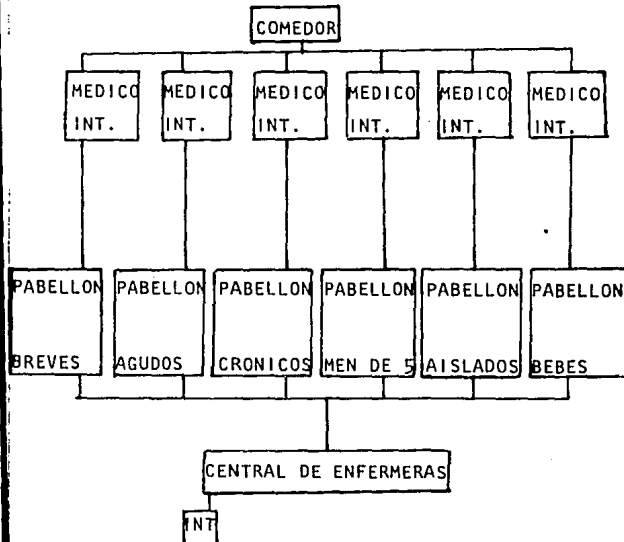 COMEDOR
MEDICO MEDICO MEDICO MEDICO MEDICO MEDICO
INT. INT. INT. INT. INT. INT.
PABELLON PABELLON PABELLON PABELLON PABELLON PABELLON
BREVES AGUDOS CRONICOS MEN DE 5 AISLADOS BEBES
CENTRAL DE ENFERMERAS
INT